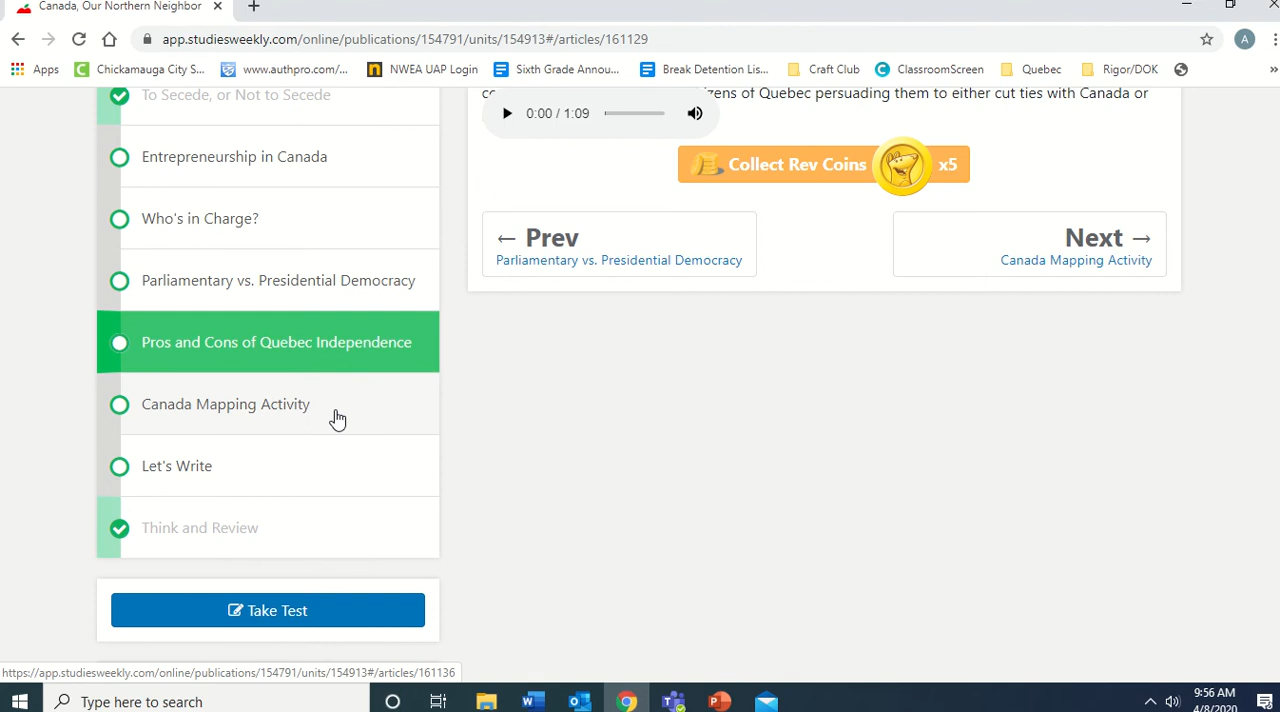 Canada, Our Northern Neighbor
app.studiesweekly.com/online/publications/154791/units/154913#/articles/161129
A
Apps
Chickamauga City S...
www.authpro.com/...
NWEA UAP Login
Sixth Grade Annou...
Break Detention Lis...
Craft Club
ClassroomScreen
Quebec
Rigor/DOK
»
To Secede, or Not to Secede
Entrepreneurship in Canada
Who's in Charge?
Parliamentary vs. Presidential Democracy
Pros and Cons of Quebec Independence
Canada Mapping Activity
Let's Write
Think and Review
Take Test
of Quebec persuading them to either cut ties with Canada or
0:00 / 1:09
Collect Rev Coins x5
← Prev
Parliamentary vs. Presidential Democracy
Next →
Canada Mapping Activity
https://app.studiesweekly.com/online/publications/154791/units/154913#/articles/161136
Type here to search
9:56 AM
4/8/2020